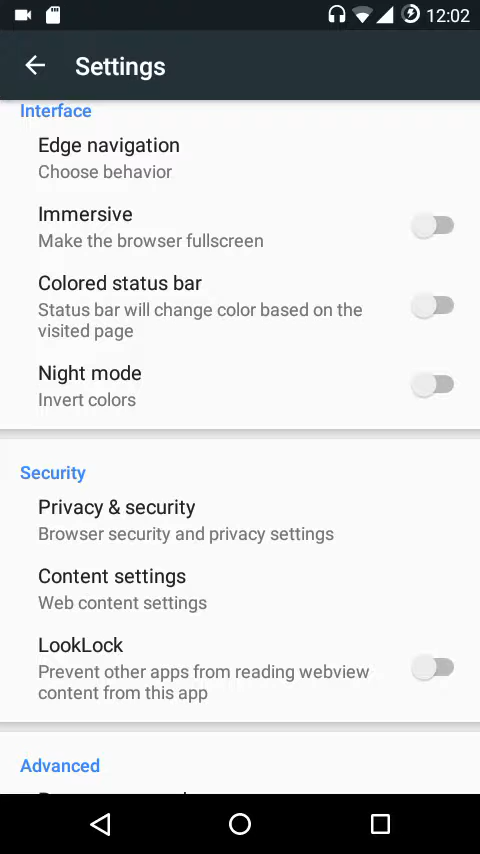 12:02
Settings
Interface
Edge navigation
Choose behavior
Immersive
Make the browser fullscreen
Colored status bar
Status bar will change color based on the
visited page
Night mode
Invert colors
Security
Privacy & security
Browser security and privacy settings
Content settings
Web content settings
LookLock
Prevent other apps from reading webview
content from this app
Advanced